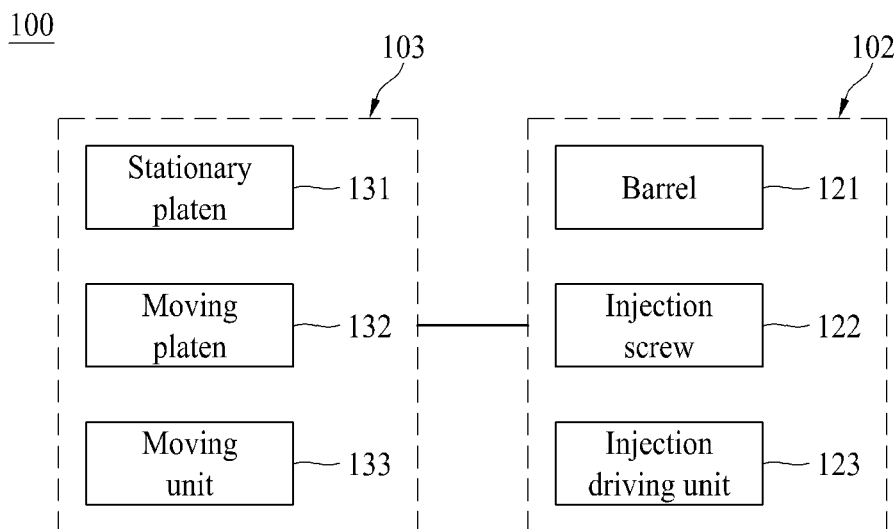 100
103
102
Stationary
platen
131
Barrel
121
Moving
platen
132
Injection
screw
122
Moving
unit
133
Injection
driving unit
123